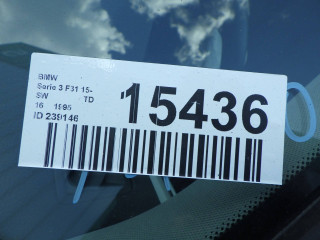 BMW
Serie 3 F31 15-
SW TD
16 1995
ID 239146
15436